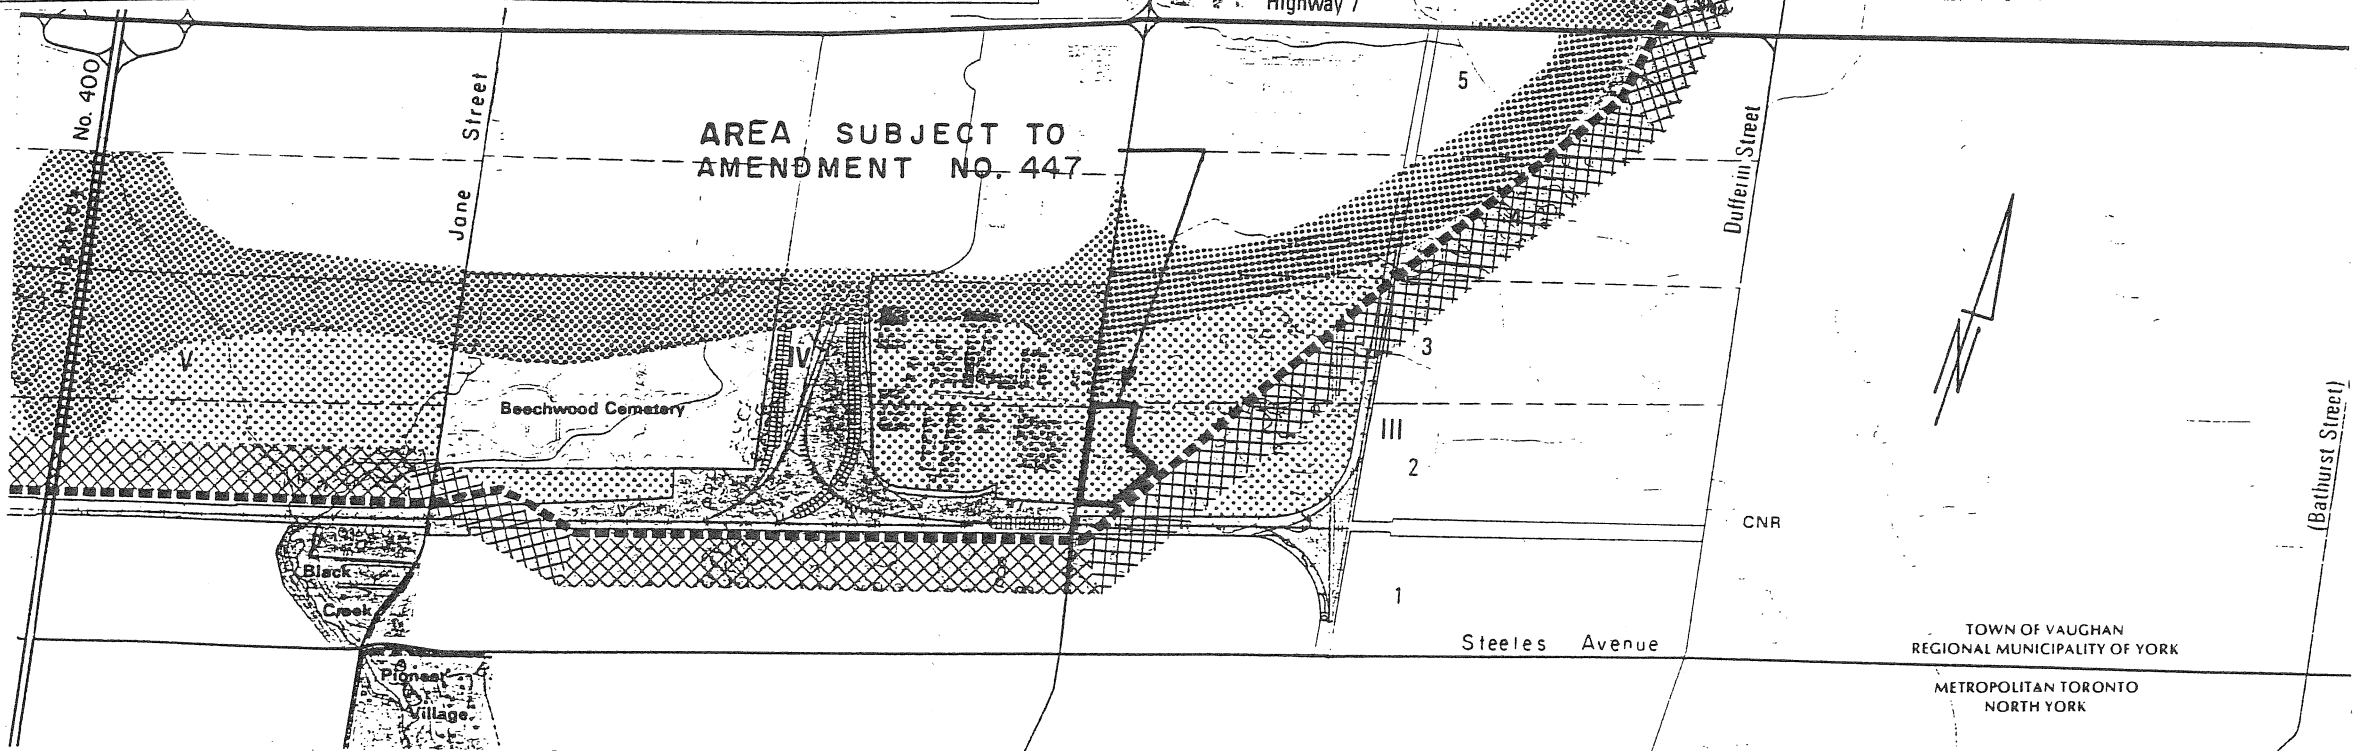 Highway 7
No. 400
Highway
Jane Street
AREA SUBJECT TO
AMENDMENT NO. 447
5
Dufferin Street
3
V
IV
Beechwood Cemetery
III
2
(Bathurst Street)
CNR
Black
Creek
1
Steeles Avenue
TOWN OF VAUGHAN
REGIONAL MUNICIPALITY OF YORK
METROPOLITAN TORONTO
NORTH YORK
Pioneer
Village